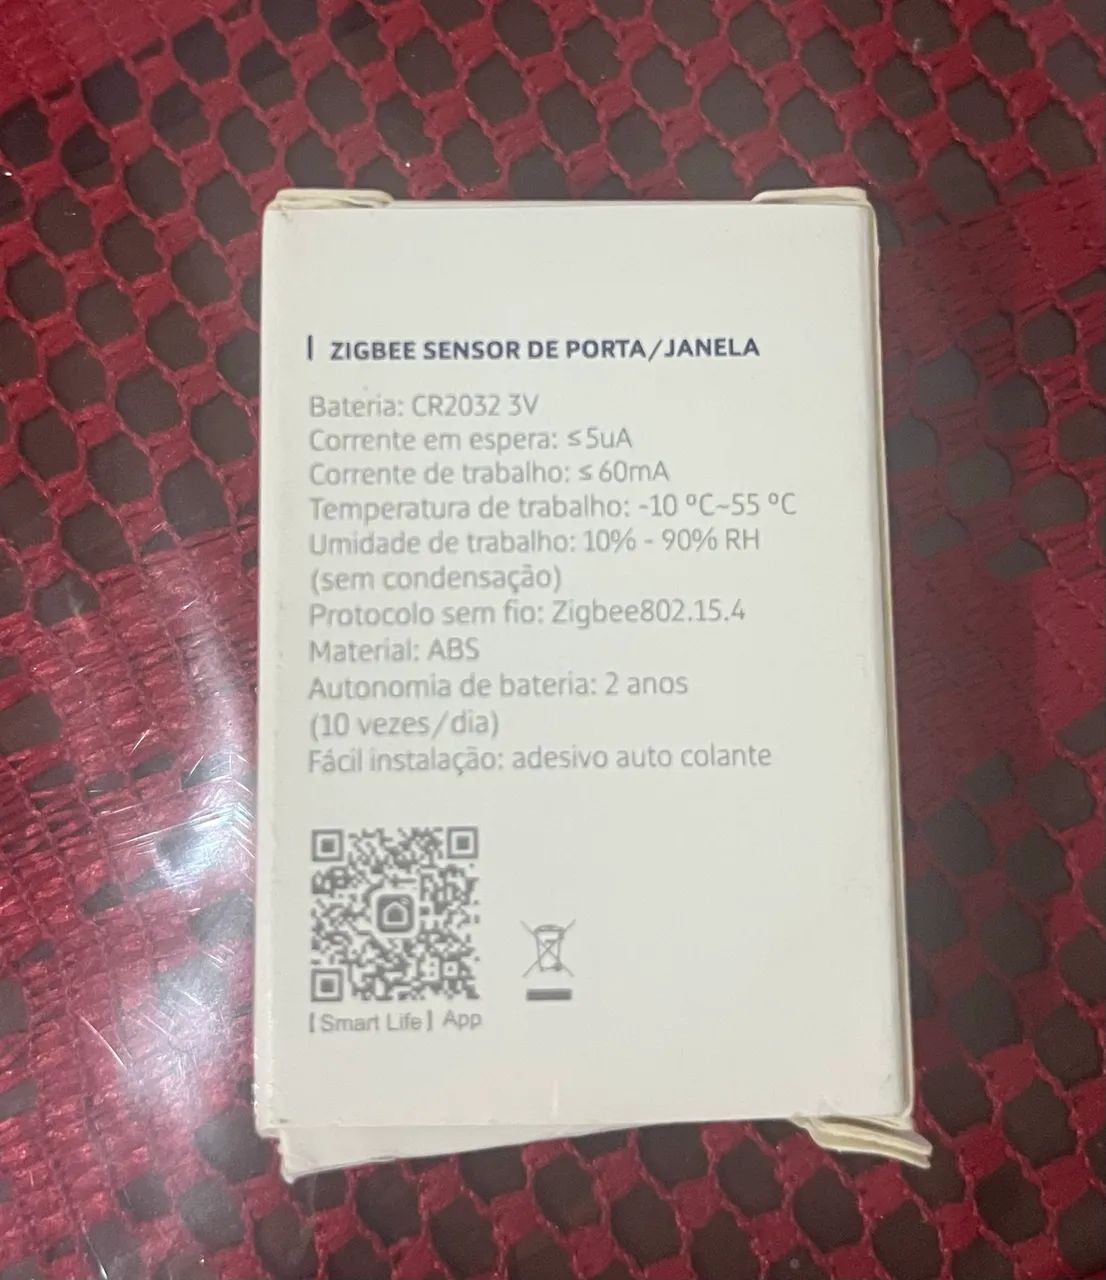 ZIGBEE SENSOR DE PORTA/JANELA
Bateria: CR2032 3V
Corrente em espera: ≤5uA
Corrente de trabalho: ≤ 60mA
Temperatura de trabalho: -10 ºC~55 ºC
Umidade de trabalho: 10% - 90% RH
(sem condensação)
Protocolo sem fio: Zigbee802.15.4
Material: ABS
Autonomia de bateria: 2 anos
(10 vezes/dia)
Fácil instalação: adesivo auto colante
[Smart Life] App